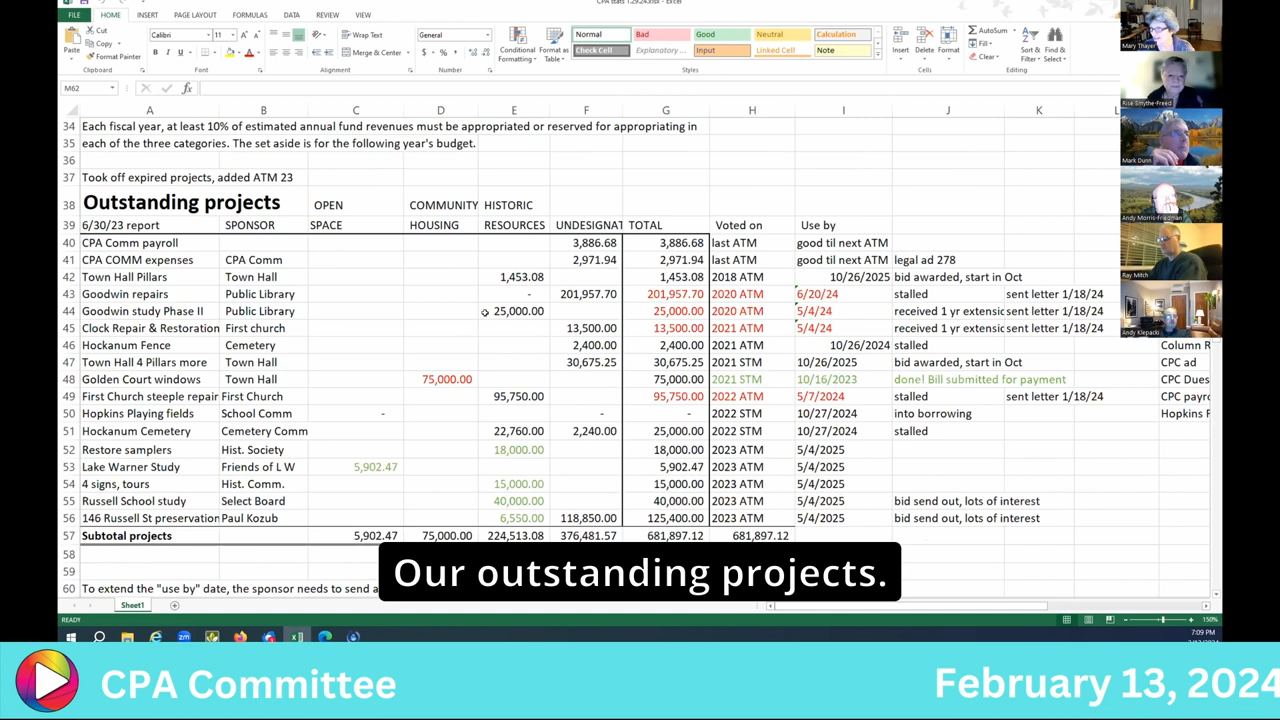 CPA stats 1.29.24.xlsx - Excel
FILE HOME INSERT PAGE LAYOUT FORMULAS DATA REVIEW VIEW
Cut Calibri 11 Wrap Text General Normal Bad Good Neutral Calculation AutoSum
Copy Fill
Paste Format Painter Merge & Center Conditional Formatting Format as Table Check Cell Explanatory ... Input Linked Cell Note Insert Delete Format Clear Sort & Filter Find & Select
Clipboard Font Alignment Number Styles Cells Editing
M62 fx
A B C D E F G H I J K L
34 Each fiscal year, at least 10% of estimated annual fund revenues must be appropriated or reserved for appropriating in
35 each of the three categories. The set aside is for the following year's budget.
36
37 Took off expired projects, added ATM 23
38 Outstanding projects OPEN COMMUNITY HISTORIC
39 6/30/23 report SPONSOR SPACE HOUSING RESOURCES UNDESIGNAT TOTAL Voted on Use by
40 CPA Comm payroll 3,886.68 3,886.68 last ATM good til next ATM
41 CPA COMM expenses CPA Comm 2,971.94 2,971.94 last ATM good til next ATM legal ad 278
42 Town Hall Pillars Town Hall 1,453.08 1,453.08 2018 ATM 10/26/2025 bid awarded, start in Oct
43 Goodwin repairs Public Library - 201,957.70 201,957.70 2020 ATM 6/20/24 stalled sent letter 1/18/24
44 Goodwin study Phase II Public Library 25,000.00 25,000.00 2020 ATM 5/4/24 received 1 yr extensic sent letter 1/18/24
45 Clock Repair & Restoration First church 13,500.00 13,500.00 2021 ATM 5/4/24 received 1 yr extensic sent letter 1/18/24
46 Hockanum Fence Cemetery 2,400.00 2,400.00 2021 ATM 10/26/2024 stalled Column R
47 Town Hall 4 Pillars more Town Hall 30,675.25 30,675.25 2021 STM 10/26/2025 bid awarded, start in Oct CPC ad
48 Golden Court windows Town Hall 75,000.00 75,000.00 2021 STM 10/16/2023 done! Bill submitted for payment CPC Dues
49 First Church steeple repair First Church 95,750.00 95,750.00 2022 ATM 5/7/2024 sent letter 1/18/24 CPC payro
50 Hopkins Playing fields School Comm - - - 2022 STM 10/27/2024 into borrowing Hopkins F
51 Hockanum Cemetery Cemetery Comm 22,760.00 2,240.00 25,000.00 2022 STM 10/27/2024 stalled
52 Restore samplers Hist. Society 18,000.00 18,000.00 2023 ATM 5/4/2025
53 Lake Warner Study Friends of L W 5,902.47 5,902.47 2023 ATM 5/4/2025
54 4 signs, tours Hist. Comm. 15,000.00 15,000.00 2023 ATM 5/4/2025
55 Russell School study Select Board 40,000.00 40,000.00 2023 ATM 5/4/2025 bid send out, lots of interest
56 146 Russell St preservation Paul Kozub 6,550.00 118,850.00 125,400.00 2023 ATM 5/4/2025 bid send out, lots of interest
57 Subtotal projects 5,902.47 75,000.00 224,513.08 376,481.57 681,897.12 681,897.12
58
59
60 To extend the "use by" date, the sponsor needs to send a
Sheet1
READY 150%
7:09 PM
Mary Thayer
Risë Smythe-Freed
Mark Dunn
Andy Morris-Friedman
Ray Mitch
Andy Klepacki
Our outstanding projects.
CPA Committee
February 13, 2024